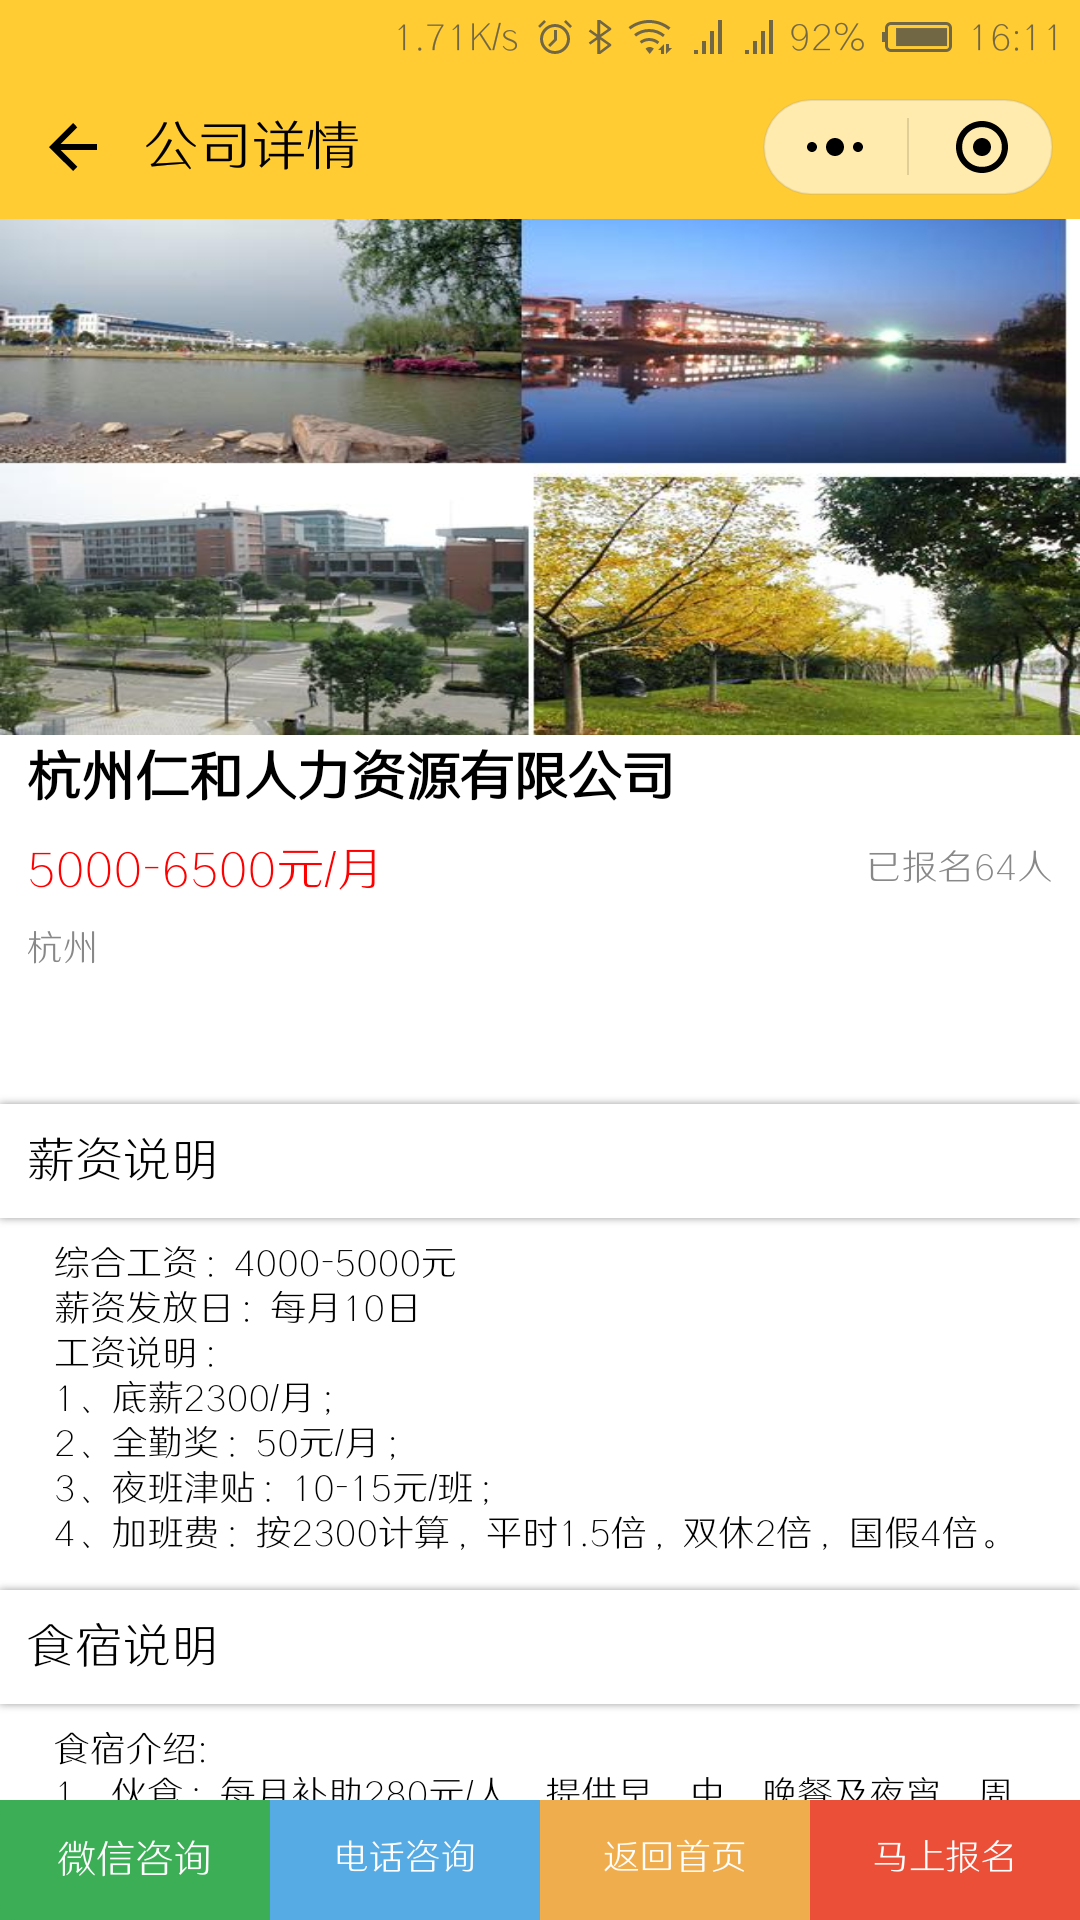 1.71K/s 92% 16:11
公司详情
杭州仁和人力资源有限公司
5000-6500元/月 已报名64人
杭州
薪资说明
综合工资：4000-5000元
薪资发放日：每月10日
工资说明：
1、底薪2300/月；
2、全勤奖：50元/月；
3、夜班津贴：10-15元/班；
4、加班费：按2300计算，平时1.5倍，双休2倍，国假4倍。
食宿说明
食宿介绍:
1、伙食：每月补助280元/人，提供早、中、晚餐及夜宵，周
微信咨询 电话咨询 返回首页 马上报名